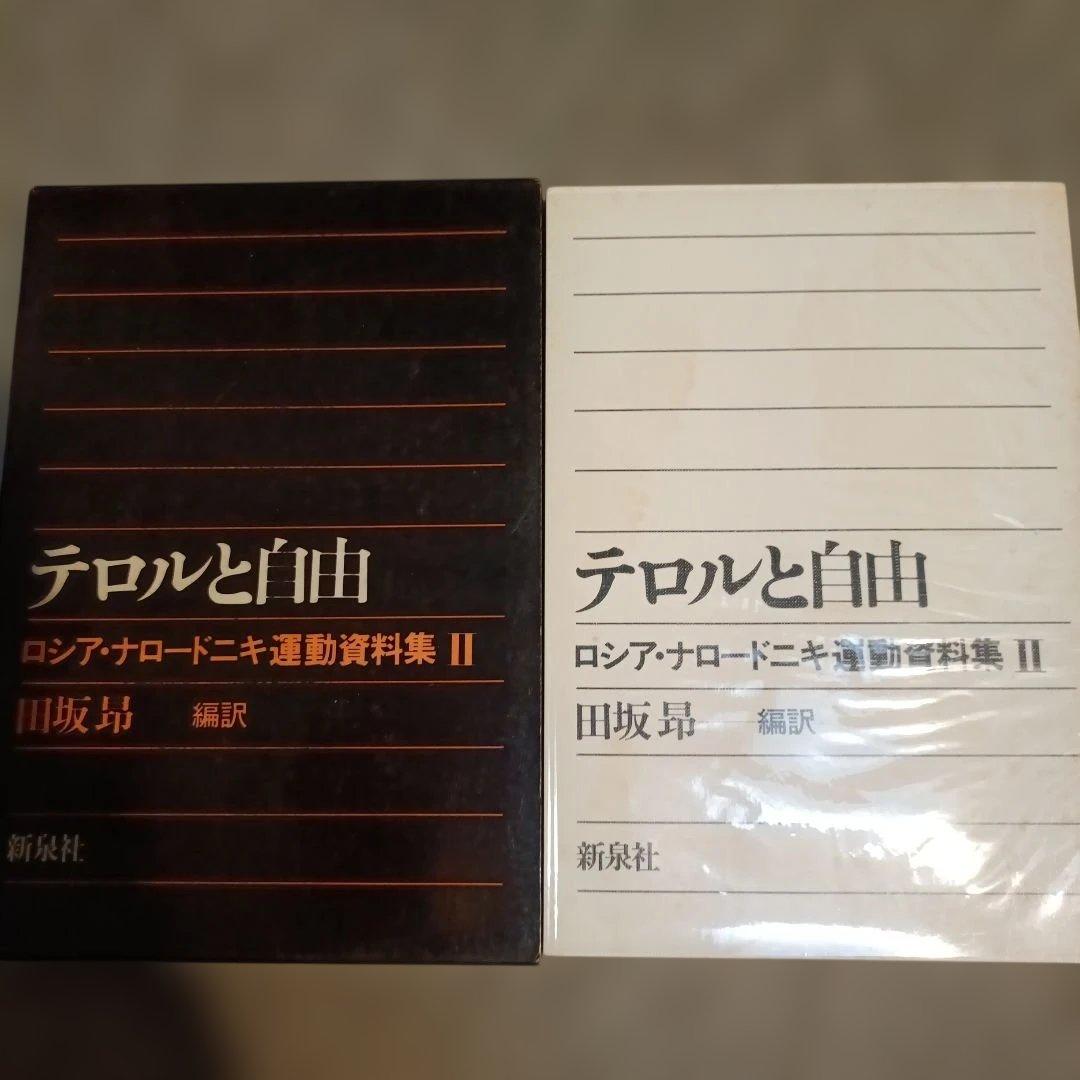 テロルと自由
ロシア・ナロードニキ運動資料集 II
田坂 昂 編訳
新泉社
テロルと自由
ロシア・ナロードニキ運動資料集 II
田坂 昂 編訳
新泉社